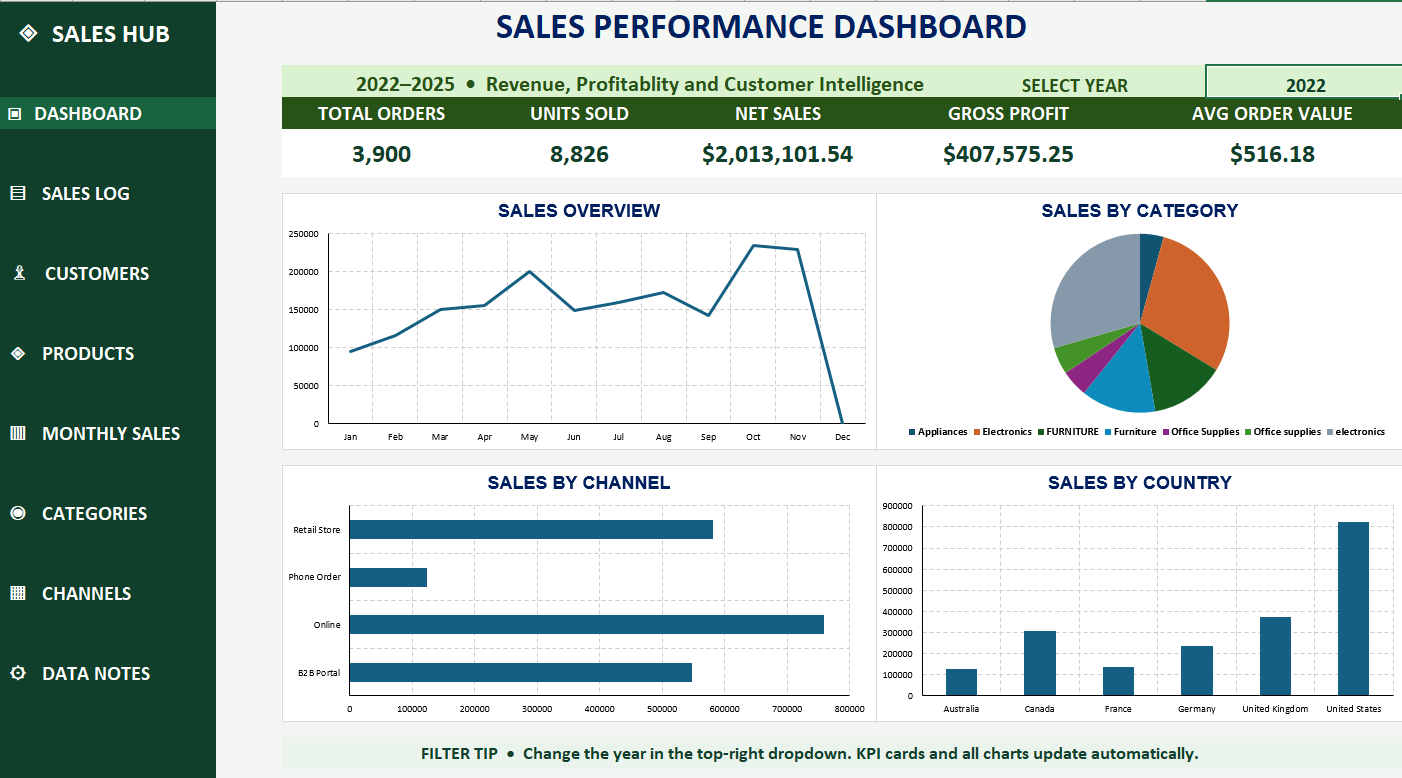 SALES HUB
DASHBOARD
SALES LOG
CUSTOMERS
PRODUCTS
MONTHLY SALES
CATEGORIES
CHANNELS
DATA NOTES
SALES PERFORMANCE DASHBOARD
2022–2025 • Revenue, Profitablity and Customer Intelligence SELECT YEAR 2022
TOTAL ORDERS UNITS SOLD NET SALES GROSS PROFIT AVG ORDER VALUE
3,900 8,826 $2,013,101.54 $407,575.25 $516.18
SALES OVERVIEW
250000
200000
150000
100000
50000
0
Jan Feb Mar Apr May Jun Jul Aug Sep Oct Nov Dec
SALES BY CATEGORY
Appliances Electronics FURNITURE Furniture Office Supplies Office supplies electronics
SALES BY CHANNEL
Retail Store
Phone Order
Online
B2B Portal
0 100000 200000 300000 400000 500000 600000 700000 800000
SALES BY COUNTRY
900000
800000
700000
600000
500000
400000
300000
200000
100000
0
Australia Canada France Germany United Kingdom United States
FILTER TIP • Change the year in the top-right dropdown. KPI cards and all charts update automatically.